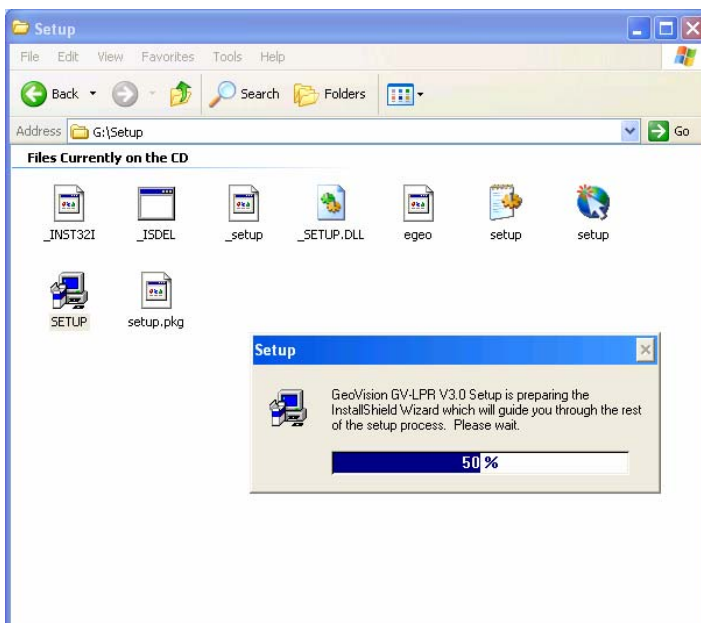 Setup
File Edit View Favorites Tools Help
Back Search Folders
Address G:\Setup Go
Files Currently on the CD
_INST32I _ISDEL _setup _SETUP.DLL egeo setup setup
SETUP setup.pkg
Setup
GeoVision GV-LPR V3.0 Setup is preparing the
InstallShield Wizard which will guide you through the rest
of the setup process. Please wait.
50 %